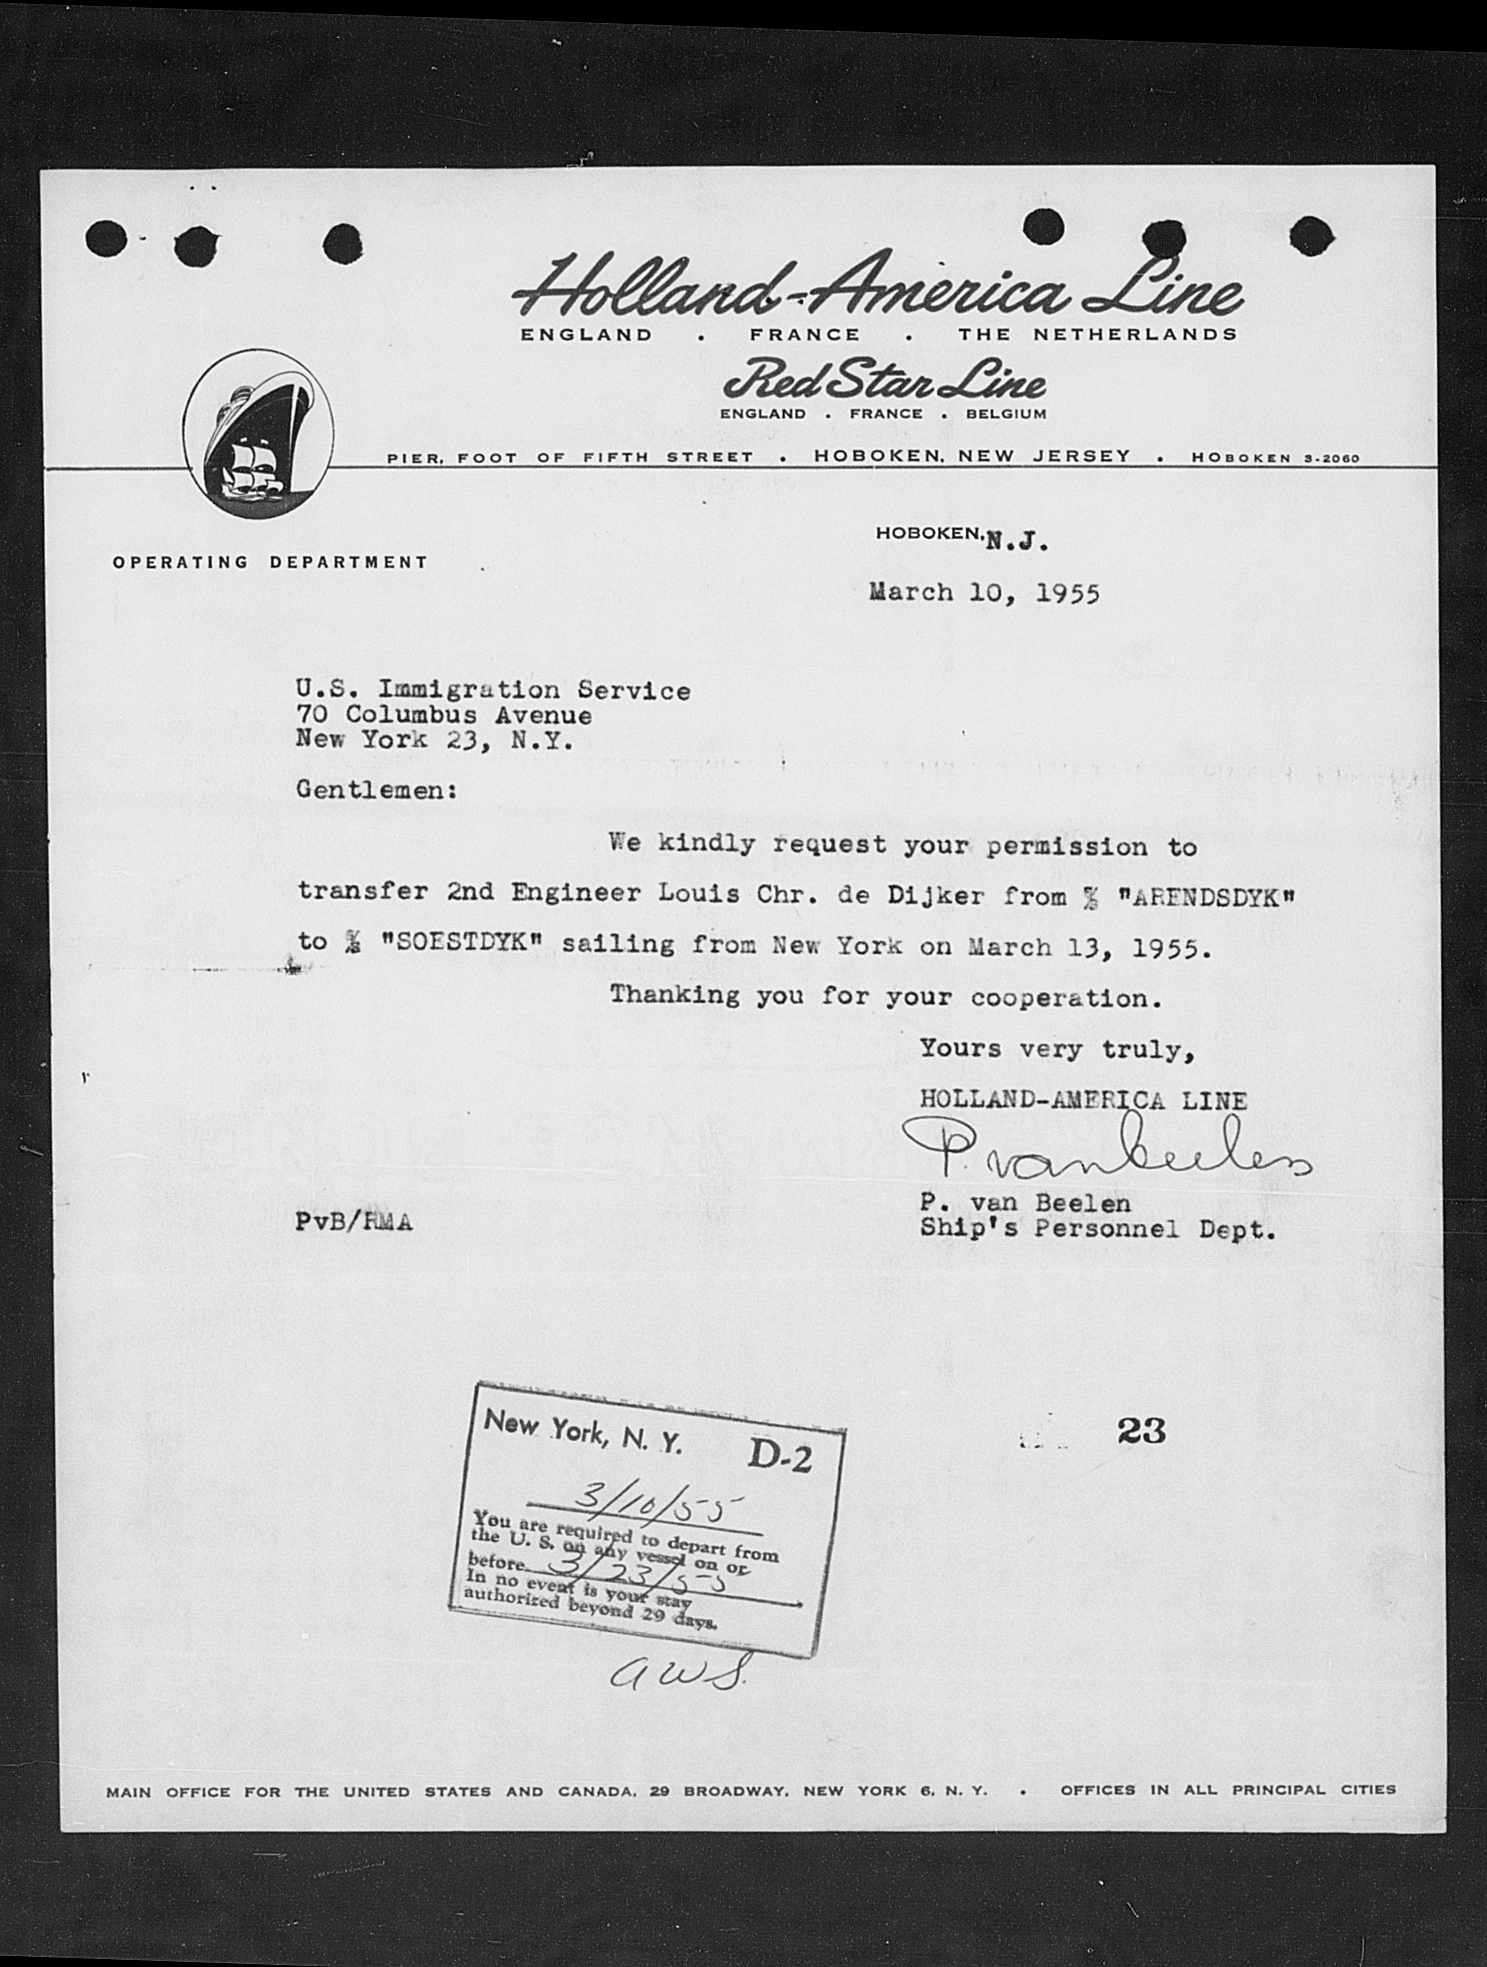 Holland-America Line
ENGLAND . FRANCE . THE NETHERLANDS
Red Star Line
ENGLAND . FRANCE . BELGIUM
PIER, FOOT OF FIFTH STREET . HOBOKEN, NEW JERSEY . HOBOKEN 3-2060
OPERATING DEPARTMENT
HOBOKEN, N.J.
March 10, 1955
U.S. Immigration Service
70 Columbus Avenue
New York 23, N.Y.
Gentlemen:
We kindly request your permission to
transfer 2nd Engineer Louis Chr. de Dijker from "ARENDSDYK"
to "SOESTDYK" sailing from New York on March 13, 1955.
Thanking you for your cooperation.
Yours very truly,
HOLLAND-AMERICA LINE
P. van Beelen
P. van Beelen
Ship's Personnel Dept.
PvB/RMA
New York, N. Y. D-2
3/10/55
You are required to depart from
the U. S. on any vessel on or
before 3/23/55
In no event is your stay
authorized beyond 29 days.
AWS.
23
MAIN OFFICE FOR THE UNITED STATES AND CANADA, 29 BROADWAY, NEW YORK 6, N. Y. . OFFICES IN ALL PRINCIPAL CITIES